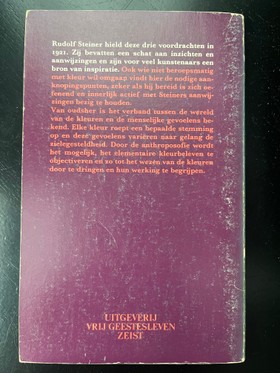 Rudolf Steiner hield deze drie voordrachten in
1921. Zij bevatten een schat aan inzichten en
aanwijzingen en zijn voor veel kunstenaars een
bron van inspiratie. Ook wie niet beroepsmatig
met kleur wil omgaan vindt hier de nodige aan-
knopingspunten, zeker als hij bereid is zich oe-
fenend en innerlijk actief met Steiners aanwij-
zingen bezig te houden.
Van oudsher is het verband tussen de wereld
van de kleuren en de menselijke gevoelens be-
kend. Elke kleur roept een bepaalde stemming
op en deze gevoelens variëren naar gelang de
zielegesteldheid. Door de anthroposofie wordt
het mogelijk, het elementaire kleurbeleven te
objectiveren en zo tot het wezen van de kleuren
door te dringen en hun werking te begrijpen.
UITGEVERIJ
VRIJ GEESTESLEVEN
ZEIST